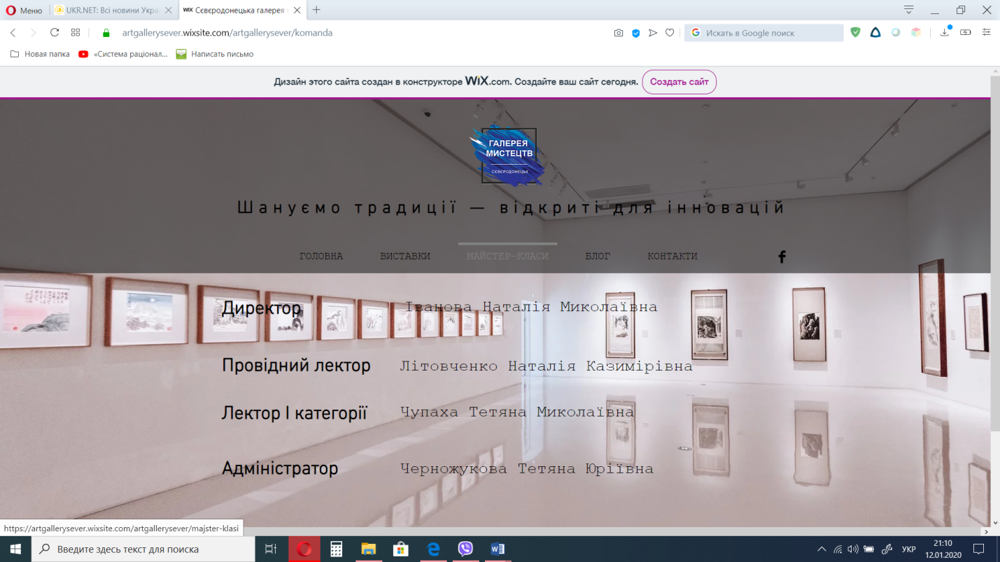 Меню
UKR.NET: Всі новини Украї
WIX Сєвєродонецька галерея м
artgallerysever.wixsite.com/artgallerysever/komanda
Искать в Google поиск
Новая папка
«Система раціонал...
Написать письмо
Дизайн этого сайта создан в конструкторе WiX.com. Создайте ваш сайт сегодня. Создать сайт
ГАЛЕРЕЯ
МИСТЕЦТВ
СЄВЄРОДОНЕЦЬК
Шануємо традиції — відкриті для інновацій
ГОЛОВНА ВИСТАВКИ МАЙСТЕР-КЛАСИ БЛОГ КОНТАКТИ
Директор Іванова Наталія Миколаївна
Провідний лектор Літовченко Наталія Казимірівна
Лектор І категорії Чупаха Тетяна Миколаївна
Адміністратор Черножукова Тетяна Юріївна
https://artgallerysever.wixsite.com/artgallerysever/majster-klasi
Введите здесь текст для поиска
УКР
21:10
12.01.2020